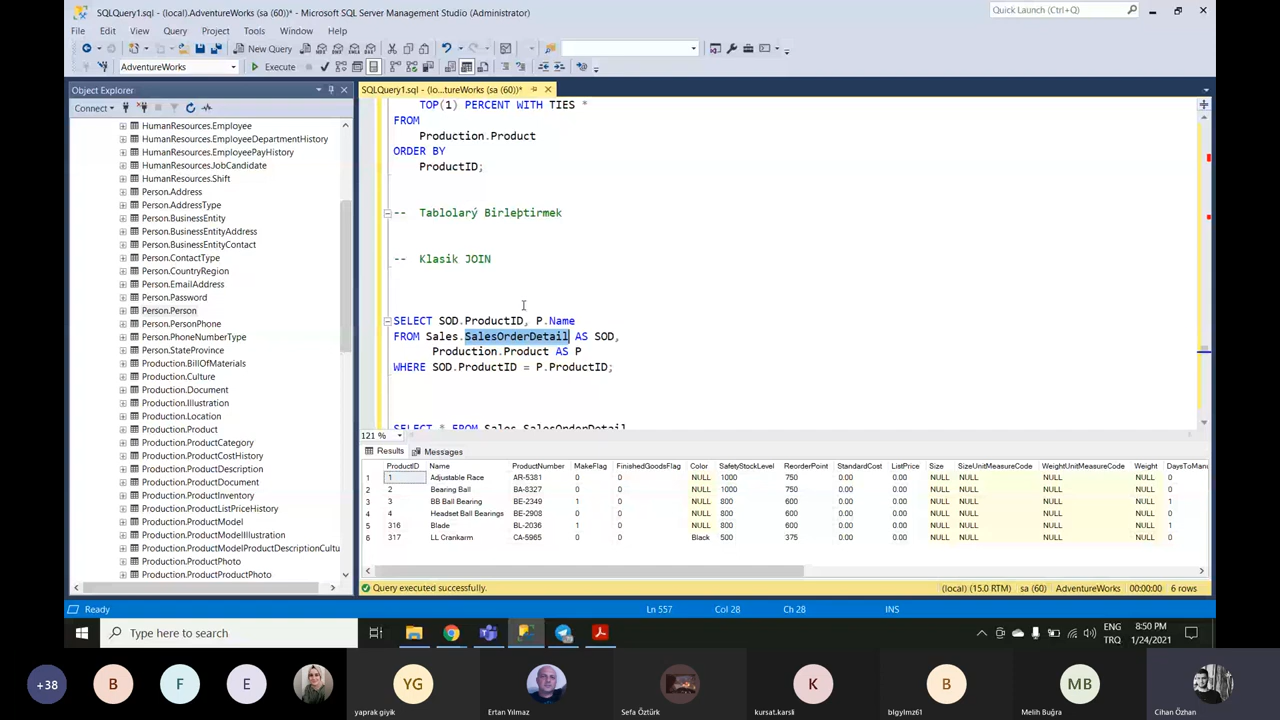 SQLQuery1.sql - (local).AdventureWorks (sa (60))* - Microsoft SQL Server Management Studio (Administrator)
Quick Launch (Ctrl+Q)
File Edit View Query Project Tools Window Help
New Query
AdventureWorks Execute
Object Explorer
Connect
HumanResources.Employee
HumanResources.EmployeeDepartmentHistory
HumanResources.EmployeePayHistory
HumanResources.JobCandidate
HumanResources.Shift
Person.Address
Person.AddressType
Person.BusinessEntity
Person.BusinessEntityAddress
Person.BusinessEntityContact
Person.ContactType
Person.CountryRegion
Person.EmailAddress
Person.Password
Person.Person
Person.PersonPhone
Person.PhoneNumberType
Person.StateProvince
Production.BillOfMaterials
Production.Culture
Production.Document
Production.Illustration
Production.Location
Production.Product
Production.ProductCategory
Production.ProductCostHistory
Production.ProductDescription
Production.ProductDocument
Production.ProductInventory
Production.ProductListPriceHistory
Production.ProductModel
Production.ProductModelIllustration
Production.ProductModelProductDescriptionCultu
Production.ProductPhoto
Production.ProductProductPhoto
SQLQuery1.sql - (lo...tureWorks (sa (60))*
TOP(1) PERCENT WITH TIES *
FROM
Production.Product
ORDER BY
ProductID;
-- Tablolarý Birleþtirmek
-- Klasik JOIN
SELECT SOD.ProductID, P.Name
FROM Sales.SalesOrderDetail AS SOD,
Production.Product AS P
WHERE SOD.ProductID = P.ProductID;
SELECT * FROM Sales.SalesOrderDetail
121 %
Results Messages
ProductID Name ProductNumber MakeFlag FinishedGoodsFlag Color SafetyStockLevel ReorderPoint StandardCost ListPrice Size SizeUnitMeasureCode WeightUnitMeasureCode Weight DaysToManu
1 1 Adjustable Race AR-5381 0 0 NULL 1000 750 0.00 0.00 NULL NULL NULL NULL 0
2 2 Bearing Ball BA-8327 0 0 NULL 1000 750 0.00 0.00 NULL NULL NULL NULL 0
3 3 BB Ball Bearing BE-2349 1 0 NULL 800 600 0.00 0.00 NULL NULL NULL NULL 1
4 4 Headset Ball Bearings BE-2908 0 0 NULL 800 600 0.00 0.00 NULL NULL NULL NULL 0
5 316 Blade BL-2036 1 0 NULL 800 600 0.00 0.00 NULL NULL NULL NULL 1
6 317 LL Crankarm CA-5965 0 0 Black 500 375 0.00 0.00 NULL NULL NULL NULL 0
Query executed successfully. (local) (15.0 RTM) sa (60) AdventureWorks 00:00:00 6 rows
Ready Ln 557 Col 28 Ch 28 INS
Type here to search
ENG
TRQ
8:50 PM
1/24/2021
+38 B F E YG K B MB
yaprak giyik Ertan Yılmaz Sefa Öztürk kursat.karsli blgylmz61 Melih Buğra Cihan Özhan